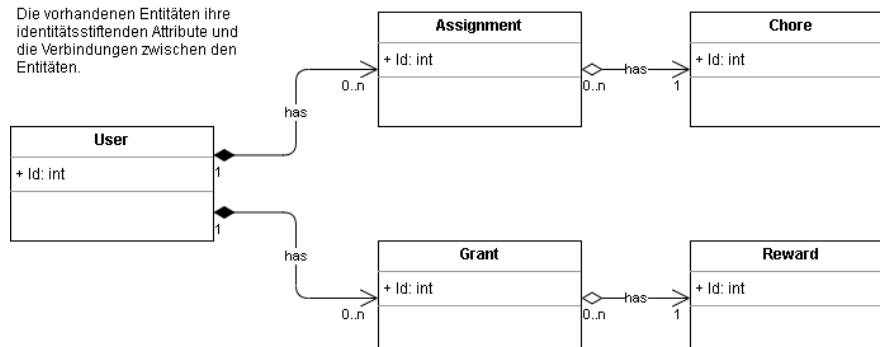 Die vorhandenen Entitäten ihre
identitätsstiftenden Attribute und
die Verbindungen zwischen den
Entitäten.
Assignment
+ Id: int
0..n
0..n
has
1
Chore
+ Id: int
has
User
+ Id: int
1
1
has
Grant
+ Id: int
0..n
0..n
has
1
Reward
+ Id: int